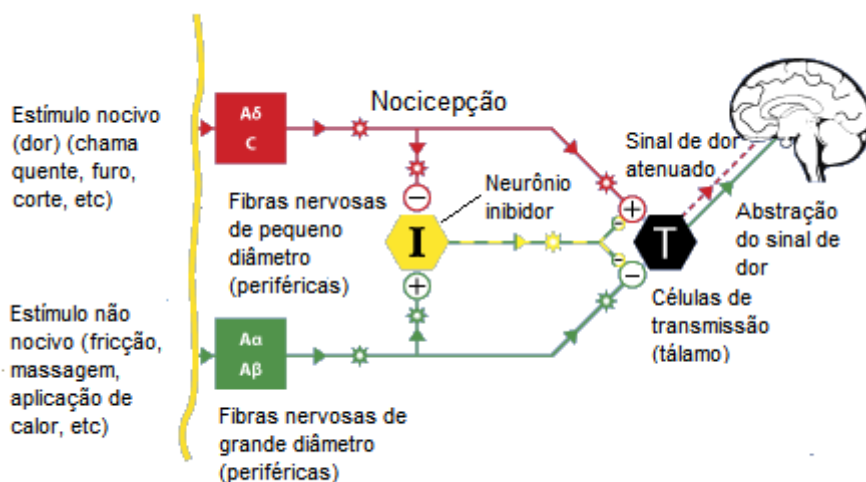 Estímulo nocivo
(dor) (chama
quente, furo,
corte, etc)
Aδ
C
Nocicepção
Fibras nervosas
de pequeno
diâmetro
(periféricas)
Neurônio
inibidor
I
T
Sinal de dor
atenuado
Abstração
do sinal de
dor
Células de
transmissão
(tálamo)
Estímulo não
nocivo (fricção,
massagem,
aplicação de
calor, etc)
Aα
Aβ
Fibras nervosas de
grande diâmetro
(periféricas)